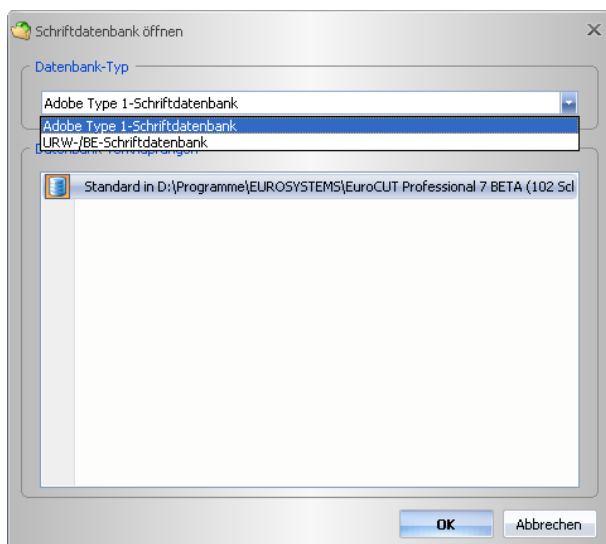 Schriftdatenbank öffnen
Datenbank-Typ
Adobe Type 1-Schriftdatenbank
Adobe Type 1-Schriftdatenbank
URW-/BE-Schriftdatenbank
Standard in D:\Programme\EUROSYSTEMS\EuroCUT Professional 7 BETA (102 Scl
OK
Abbrechen